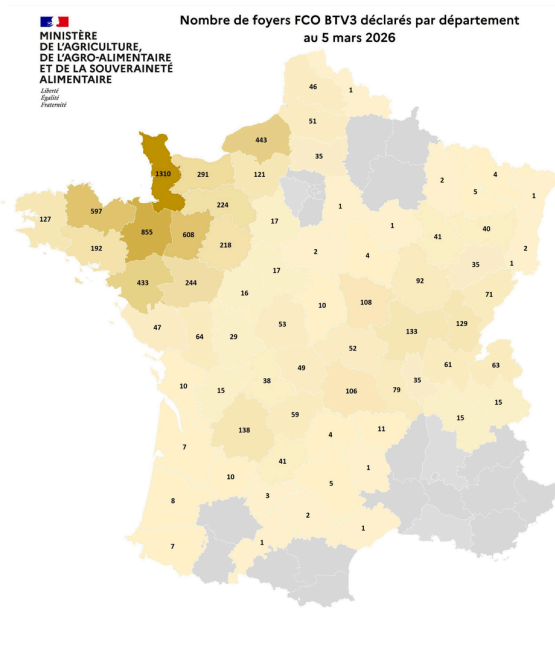 Nombre de foyers FCO BTV3 déclarés par département
au 5 mars 2026
MINISTÈRE
DE L'AGRICULTURE,
DE L'AGRO-ALIMENTAIRE
ET DE LA SOUVERAINETÉ
ALIMENTAIRE
Liberté
Égalité
Fraternité
46 1
51
443
35
1310 291 121
2 5 4 1
597 224 1
127 855 608 17 1 41 40
192 218 2 4 35 1 2
433 244 17 92
16 10 108 71
47 64 29 53 133 129
52
49 61 63
10 15 38 106 79 35 15
59 15
138 4 11
7 41 1
10 5
8 3
2 1
7 1